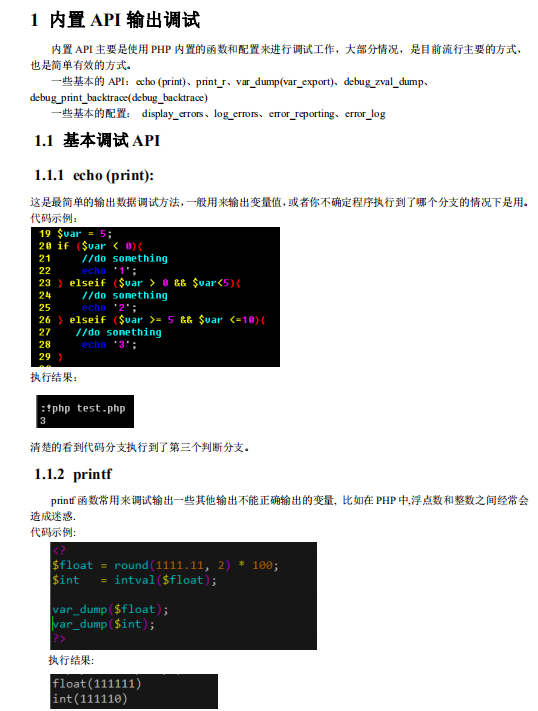 1 内置 API 输出调试
内置 API 主要是使用 PHP 内置的函数和配置来进行调试工作，大部分情况，是目前流行主要的方式，
也是简单有效的方式。
一些基本的 API：echo (print)、print_r、var_dump(var_export)、debug_zval_dump、
debug_print_backtrace(debug_backtrace)
一些基本的配置： display_errors、log_errors、error_reporting、error_log
1.1 基本调试 API
1.1.1 echo (print):
这是最简单的输出数据调试方法，一般用来输出变量值，或者你不确定程序执行到了哪个分支的情况下是用。
代码示例：
19 $var = 5;
20 if ($var < 0){
21 //do something
22 echo '1';
23 } elseif ($var > 0 && $var<5){
24 //do something
25 echo '2';
26 } elseif ($var >= 5 && $var <=10){
27 //do something
28 echo '3';
29 }
执行结果：
:!php test.php
3
清楚的看到代码分支执行到了第三个判断分支。
1.1.2 printf
printf 函数常用来调试输出一些其他输出不能正确输出的变量, 比如在 PHP 中,浮点数和整数之间经常会
造成迷惑.
代码示例:
<?
$float = round(1111.11, 2) * 100;
$int = intval($float);
var_dump($float);
var_dump($int);
?>
执行结果:
float(111111)
int(111110)